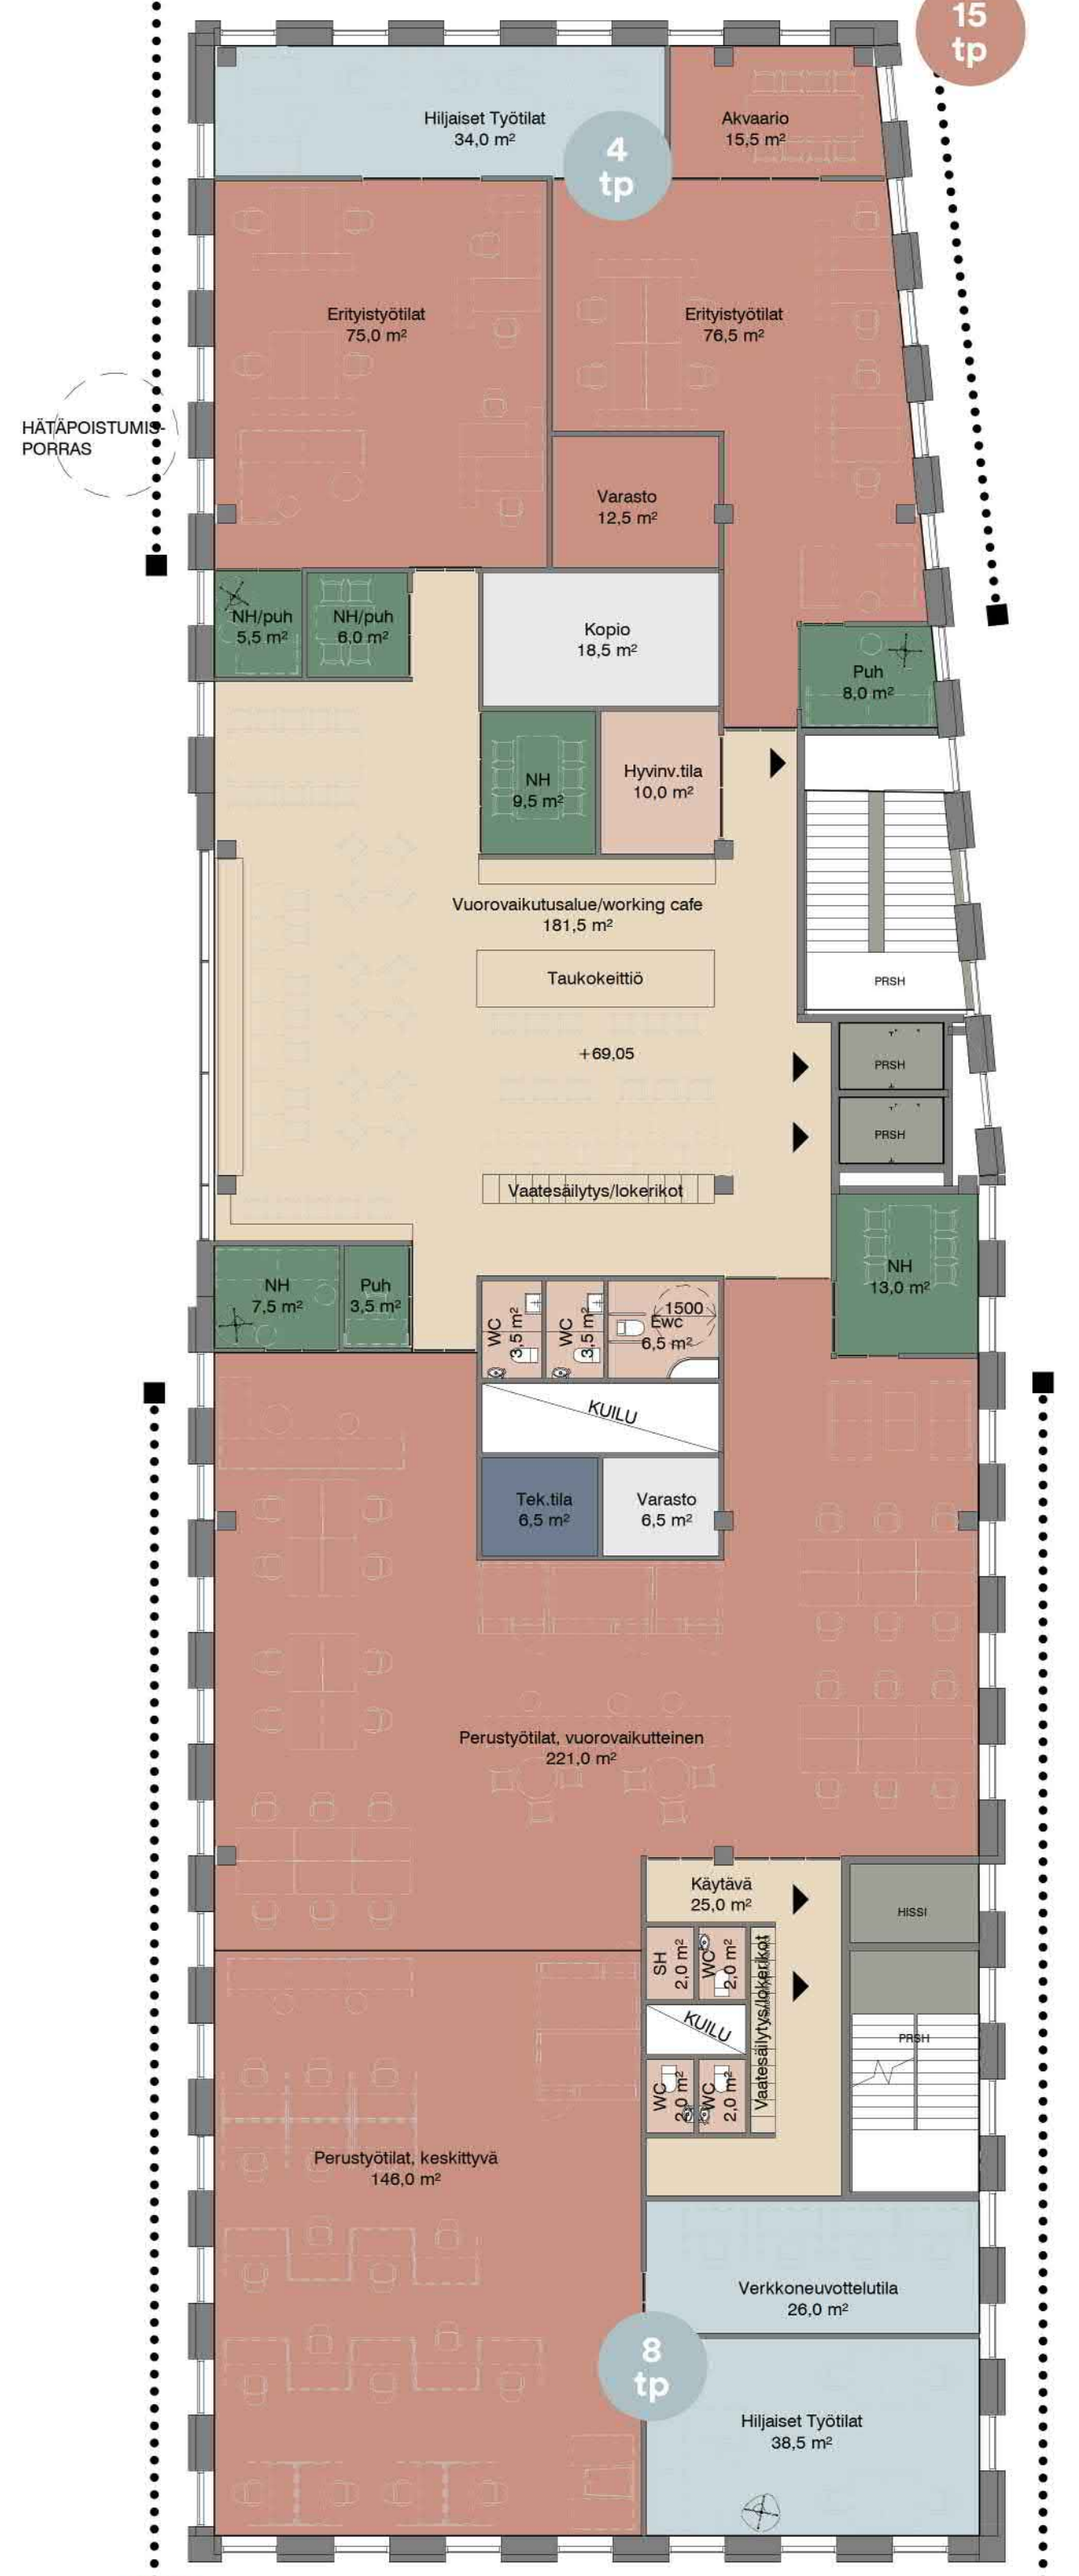 15
tp
Hiljaiset Työtilat
34,0 m²
4
tp
Akvaario
15,5 m²
Erityistyötilat
75,0 m²
Erityistyötilat
76,5 m²
HÄTÄPOISTUMIS-
PORRAS
Varasto
12,5 m²
NH/puh
5,5 m²
NH/puh
6,0 m²
Kopio
18,5 m²
Puh
8,0 m²
NH
9,5 m²
Hyvinv.tila
10,0 m²
Vuorovaikutusalue/working cafe
181,5 m²
Taukokeittiö
PRSH
+69,05
PRSH
PRSH
Vaatesäilytys/lokerikot
NH
13,0 m²
NH
7,5 m²
Puh
3,5 m²
WC
3,5 m²
WC
3,5 m²
1500
Ewc
6,5 m²
KUILU
Tek.tila
6,5 m²
Varasto
6,5 m²
Perustyötilat, vuorovaikutteinen
221,0 m²
Käytävä
25,0 m²
HISSI
SH
2,0 m²
WC
2,0 m²
Vaatesäilytys/lokerikot
KUILU
PRSH
WC
2,0 m²
WC
2,0 m²
Perustyötilat, keskittyvä
146,0 m²
Verkkoneuvottelutila
26,0 m²
8
tp
Hiljaiset Työtilat
38,5 m²